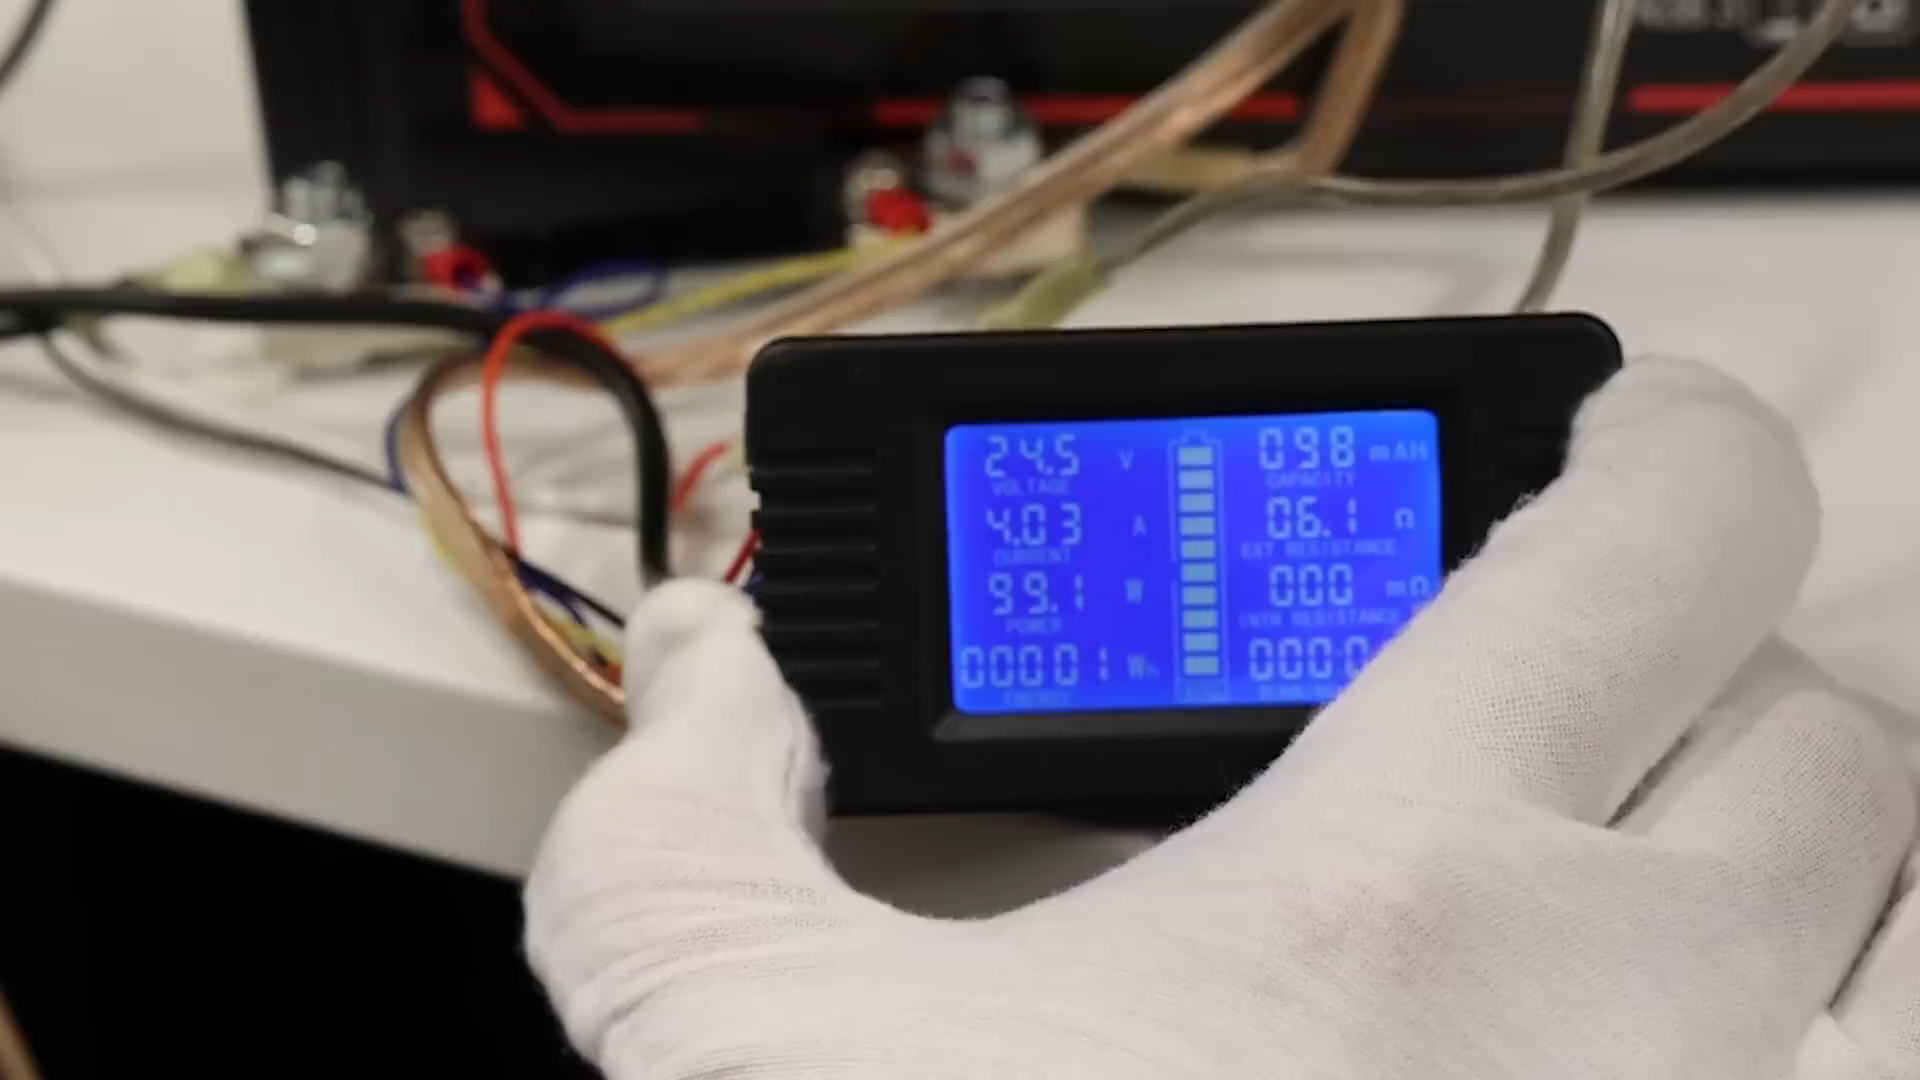 24.5 V
VOLTAGE
4.03 A
CURRENT
99.1 W
POWER
00001 Wh
ENERGY
098 mAH
CAPACITY
06.1 Ω
EXT RESISTANCE
000 mΩ
INTR RESISTANCE
000:0